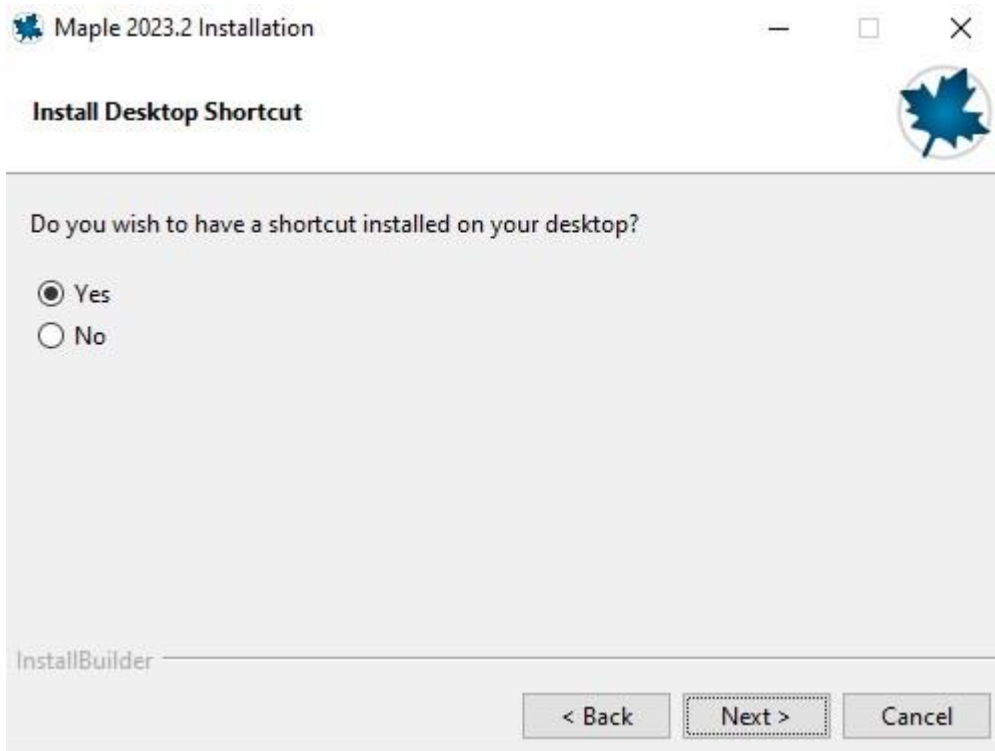 Maple 2023.2 Installation
Install Desktop Shortcut
Do you wish to have a shortcut installed on your desktop?
Yes
No
InstallBuilder
< Back Next > Cancel